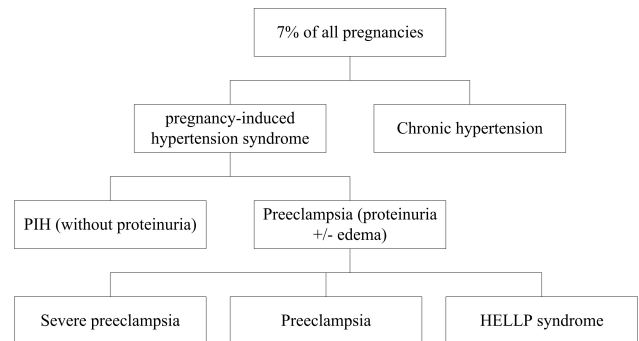 7% of all pregnancies
pregnancy-induced
hypertension syndrome
Chronic hypertension
PIH (without proteinuria)
Preeclampsia (proteinuria
+/- edema)
Severe preeclampsia
Preeclampsia
HELLP syndrome